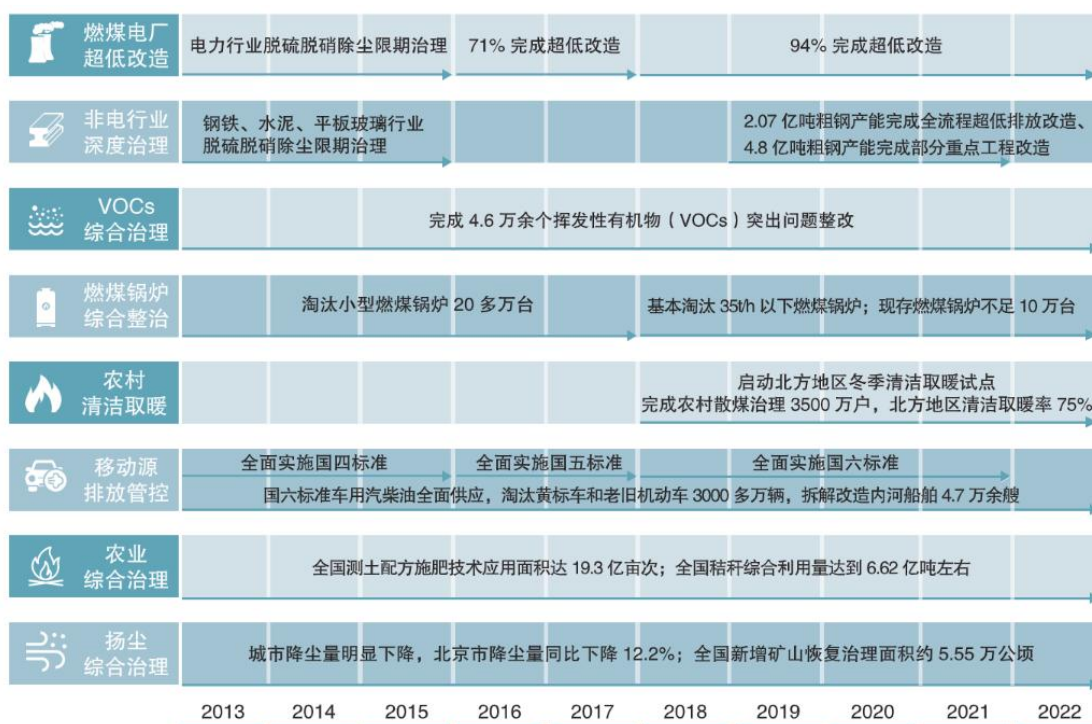 燃煤电厂
超低改造
电力行业脱硫脱硝除尘限期治理
71% 完成超低改造
94% 完成超低改造
非电行业
深度治理
钢铁、水泥、平板玻璃行业
脱硫脱硝除尘限期治理
2.07 亿吨粗钢产能完成全流程超低排放改造、
4.8 亿吨粗钢产能完成部分重点工程改造
VOCs
综合治理
完成 4.6 万余个挥发性有机物（VOCs）突出问题整改
燃煤锅炉
综合整治
淘汰小型燃煤锅炉 20 多万台
基本淘汰 35t/h 以下燃煤锅炉；现存燃煤锅炉不足 10 万台
农村
清洁取暖
启动北方地区冬季清洁取暖试点
完成农村散煤治理 3500 万户，北方地区清洁取暖率 75%
移动源
排放管控
全面实施国四标准
全面实施国五标准
全面实施国六标准
国六标准车用汽柴油全面供应，淘汰黄标车和老旧机动车 3000 多万辆，拆解改造内河船舶 4.7 万余艘
农业
综合治理
全国测土配方施肥技术应用面积达 19.3 亿亩次；全国秸秆综合利用量达到 6.62 亿吨左右
扬尘
综合治理
城市降尘量明显下降，北京市降尘量同比下降 12.2%；全国新增矿山恢复治理面积约 5.55 万公顷
2013 2014 2015 2016 2017 2018 2019 2020 2021 2022